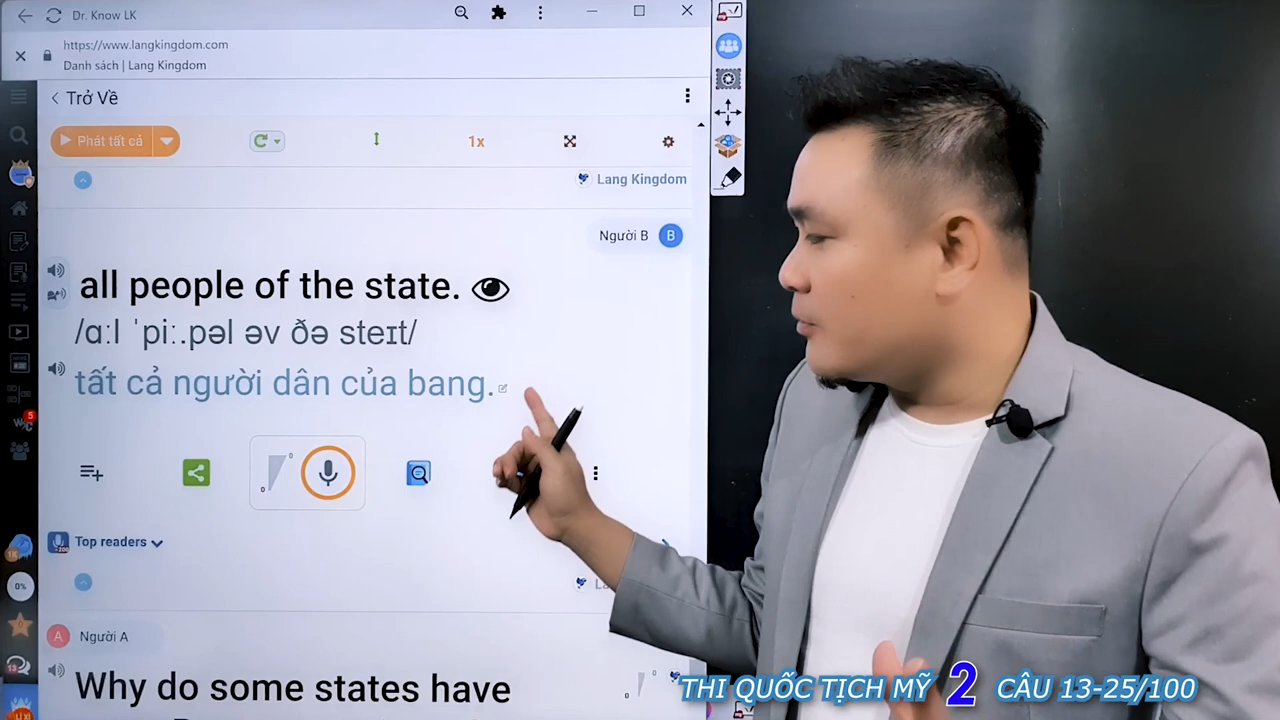 Dr. Know LK
https://www.langkingdom.com
Danh sách | Lang Kingdom
Trở Về
Phát tất cả
1x
Lang Kingdom
Người B
B
all people of the state.
/ɑːl ˈpiː.pəl əv ðə steɪt/
tất cả người dân của bang.
Top readers
A
Người A
Why do some states have
THI QUỐC TỊCH MỸ 2 CÂU 13-25/100